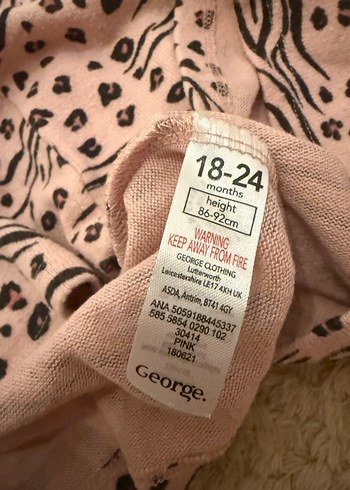 18-24
months
height
86-92cm
WARNING
KEEP AWAY FROM FIRE
GEORGE CLOTHING
Lutterworth
Leicestershire LE17 4XH UK
ASDA, Antrim, BT41 4GY
ANA 5059188445337
585 5854 0290 102
30414
PINK
180621
George.